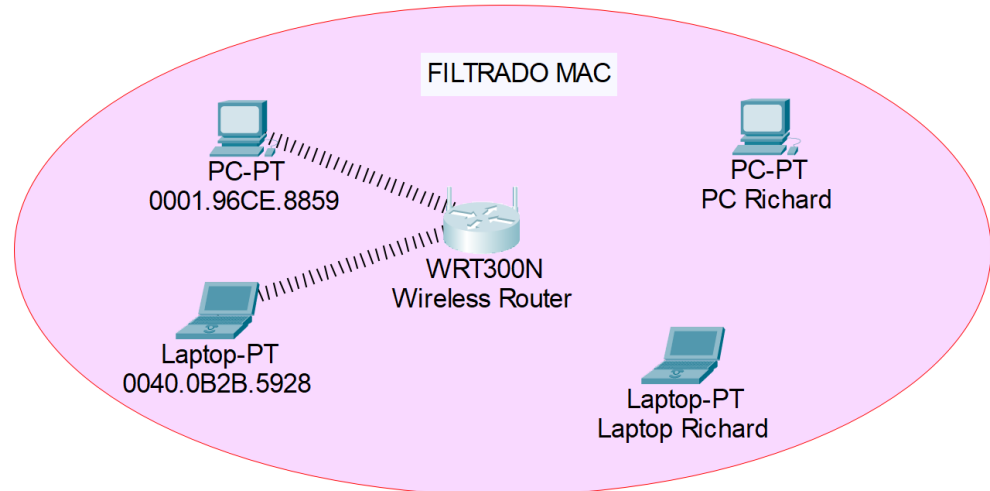 FILTRADO MAC
PC-PT
0001.96CE.8859
PC-PT
PC Richard
WRT300N
Wireless Router
Laptop-PT
0040.0B2B.5928
Laptop-PT
Laptop Richard